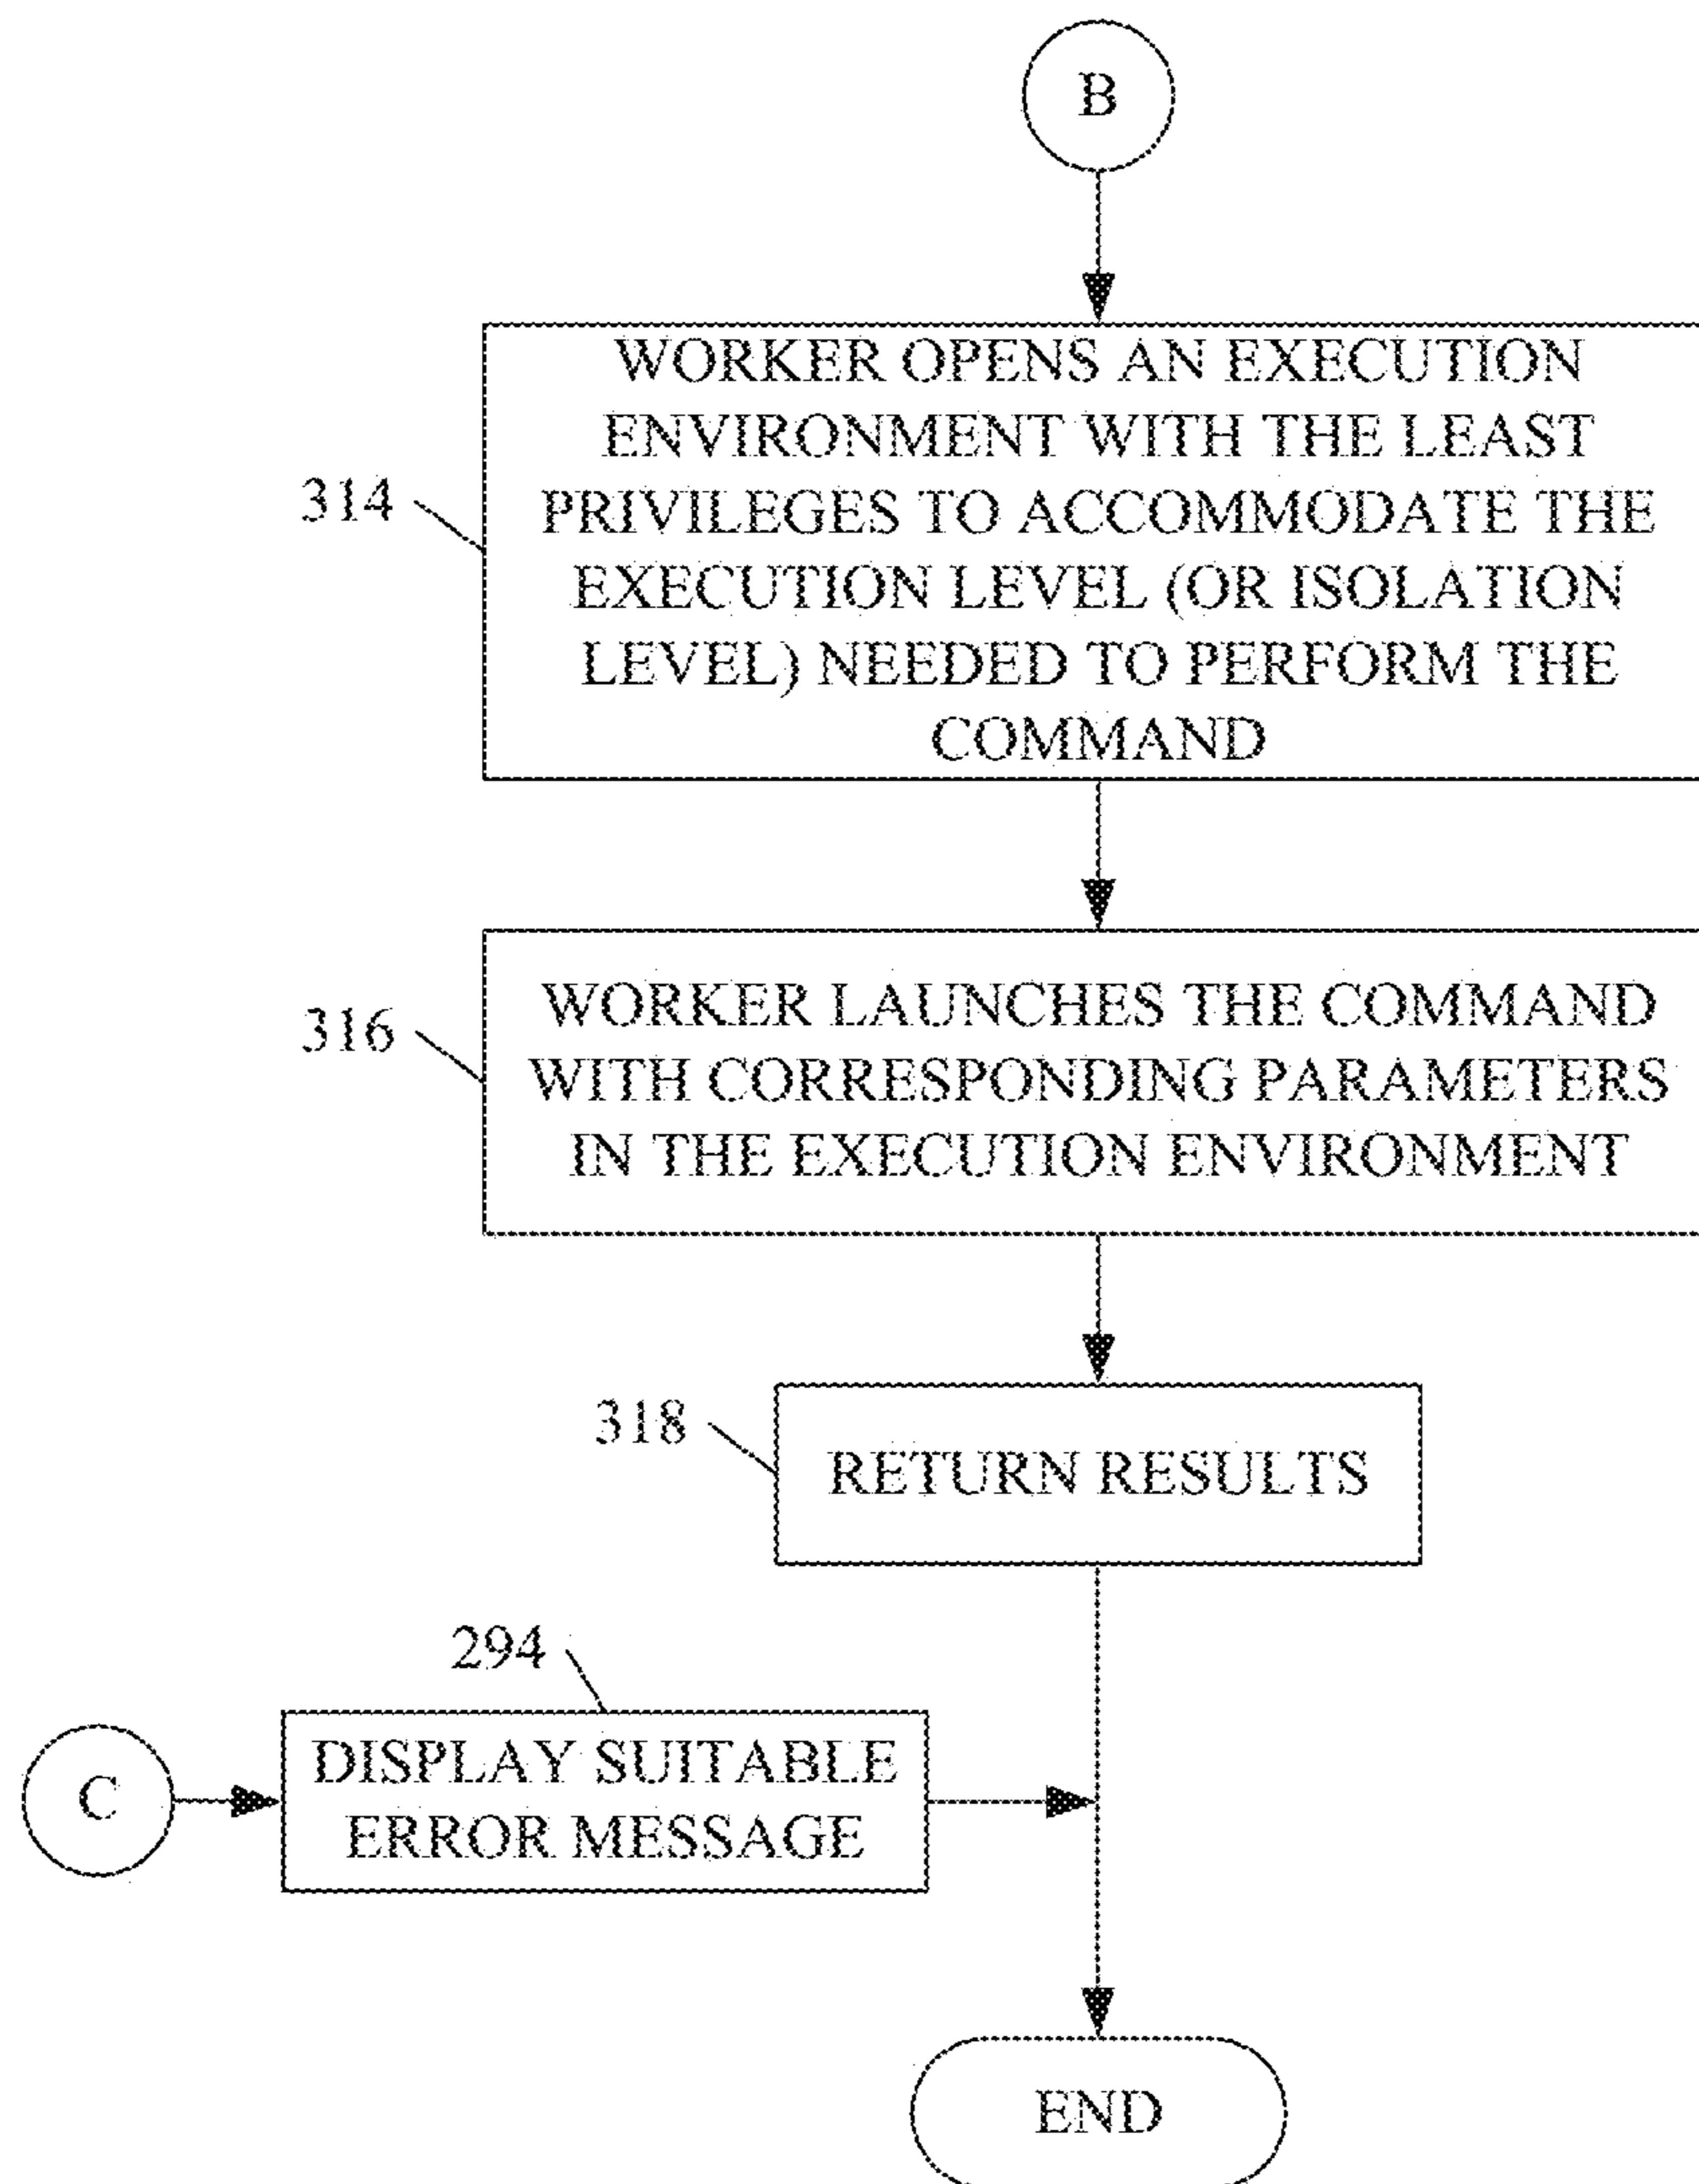 B
WORKER OPENS AN EXECUTION
ENVIRONMENT WITH THE LEAST
PRIVILEGES TO ACCOMMODATE THE
EXECUTION LEVEL (OR ISOLATION
LEVEL) NEEDED TO PERFORM THE
COMMAND
314
WORKER LAUNCHES THE COMMAND
WITH CORRESPONDING PARAMETERS
IN THE EXECUTION ENVIRONMENT
316
318
RETURN RESULTS
294
C
DISPLAY SUITABLE
ERROR MESSAGE
END